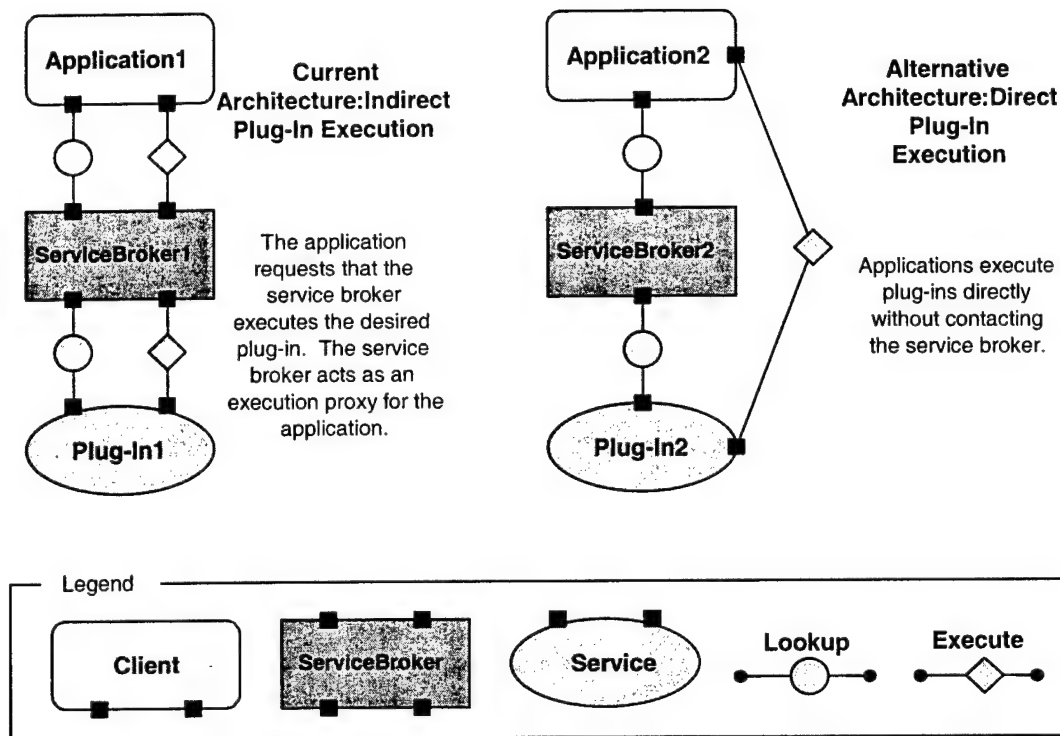 Application1
Current
Architecture:Indirect
Plug-In Execution
ServiceBroker1
The application
requests that the
service broker
executes the desired
plug-in. The service
broker acts as an
execution proxy for the
application.
Plug-In1
Application2
Alternative
Architecture:Direct
Plug-In
Execution
ServiceBroker2
Applications execute
plug-ins directly
without contacting
the service broker.
Plug-In2
Legend
Client
ServiceBroker
Service
Lookup
Execute